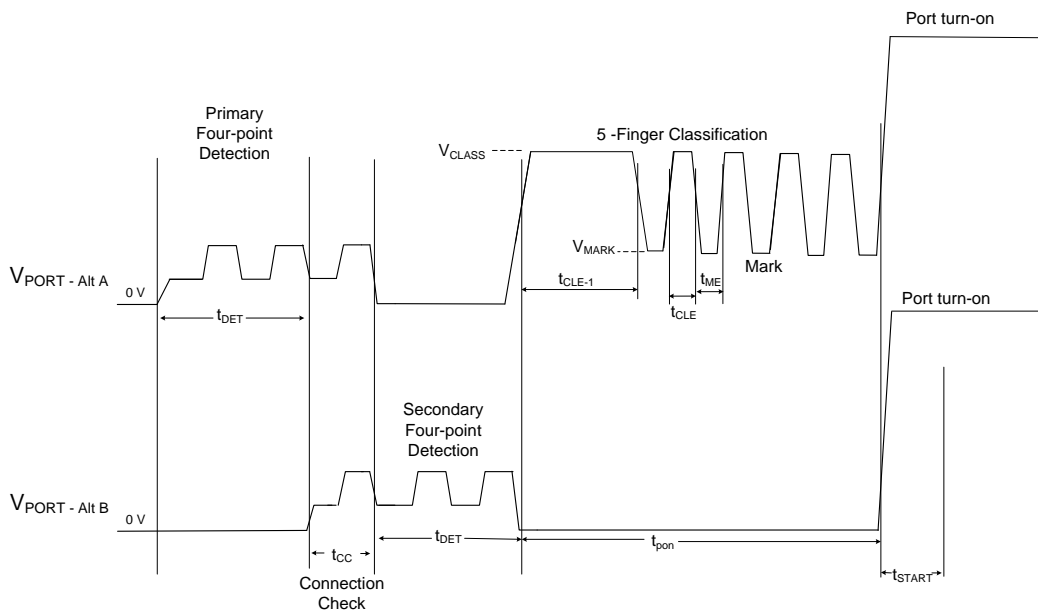 Port turn-on
Primary
Four-point
Detection
5 -Finger Classification
VCLASS
VMARK
Mark
VPORT - Alt A
0 V
tCLE-1
tME
tCLE
tDET
Port turn-on
Secondary
Four-point
Detection
VPORT - Alt B
0 V
tCC
tDET
tpon
tSTART
Connection
Check